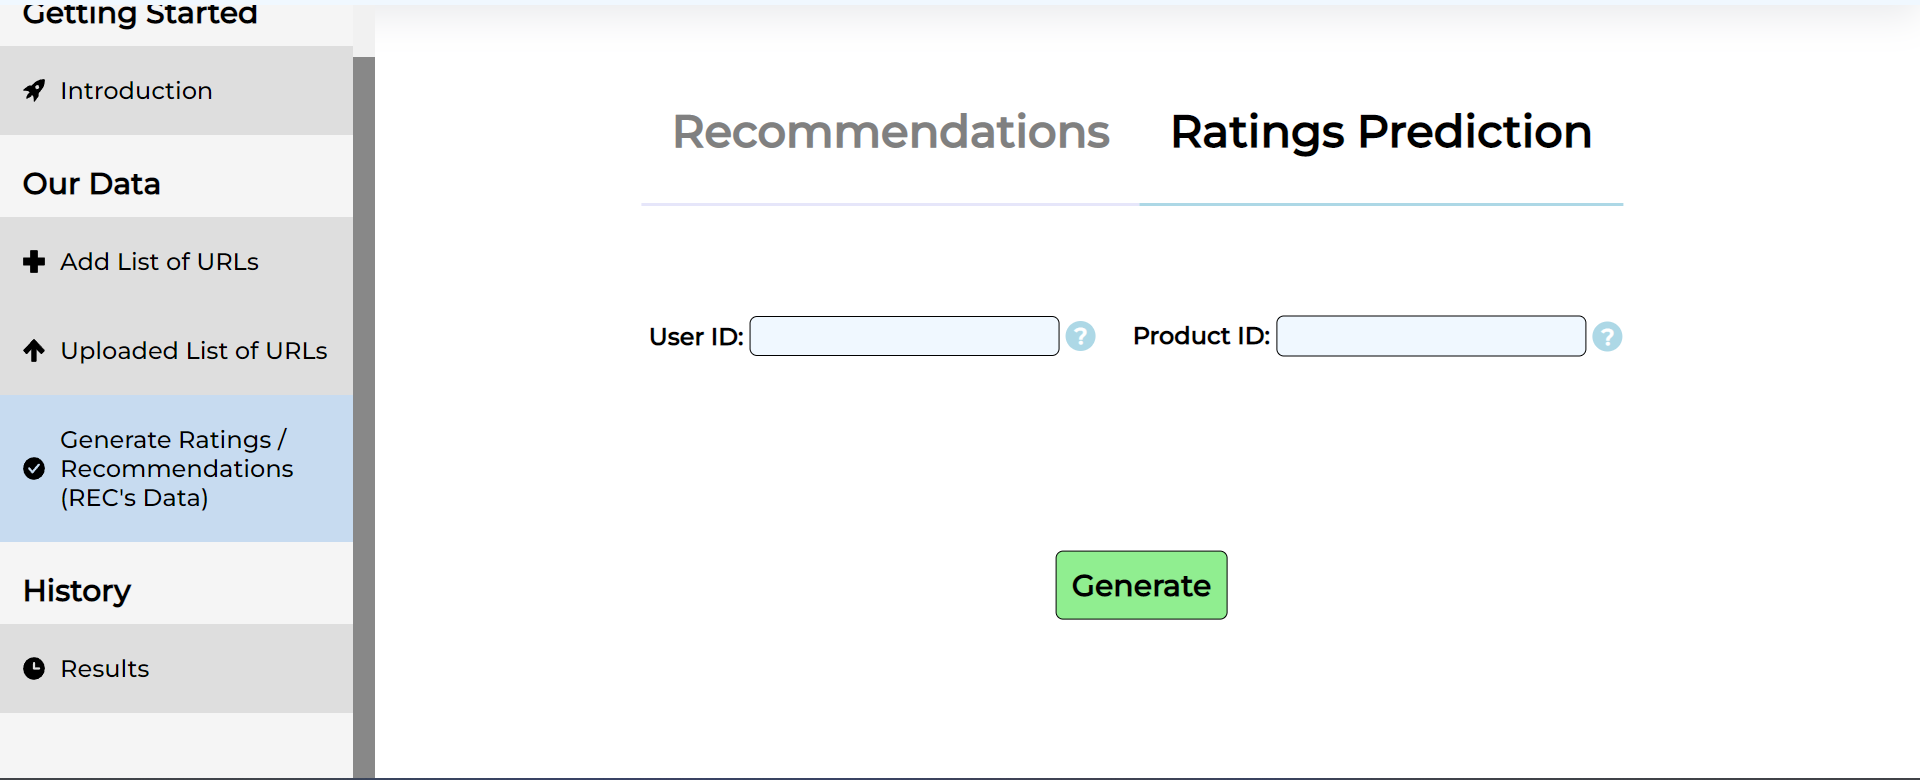 Getting Started
Introduction
Our Data
Add List of URLs
Uploaded List of URLs
Generate Ratings /
Recommendations
(REC's Data)
History
Results
Recommendations Ratings Prediction
User ID: ? Product ID: ?
Generate